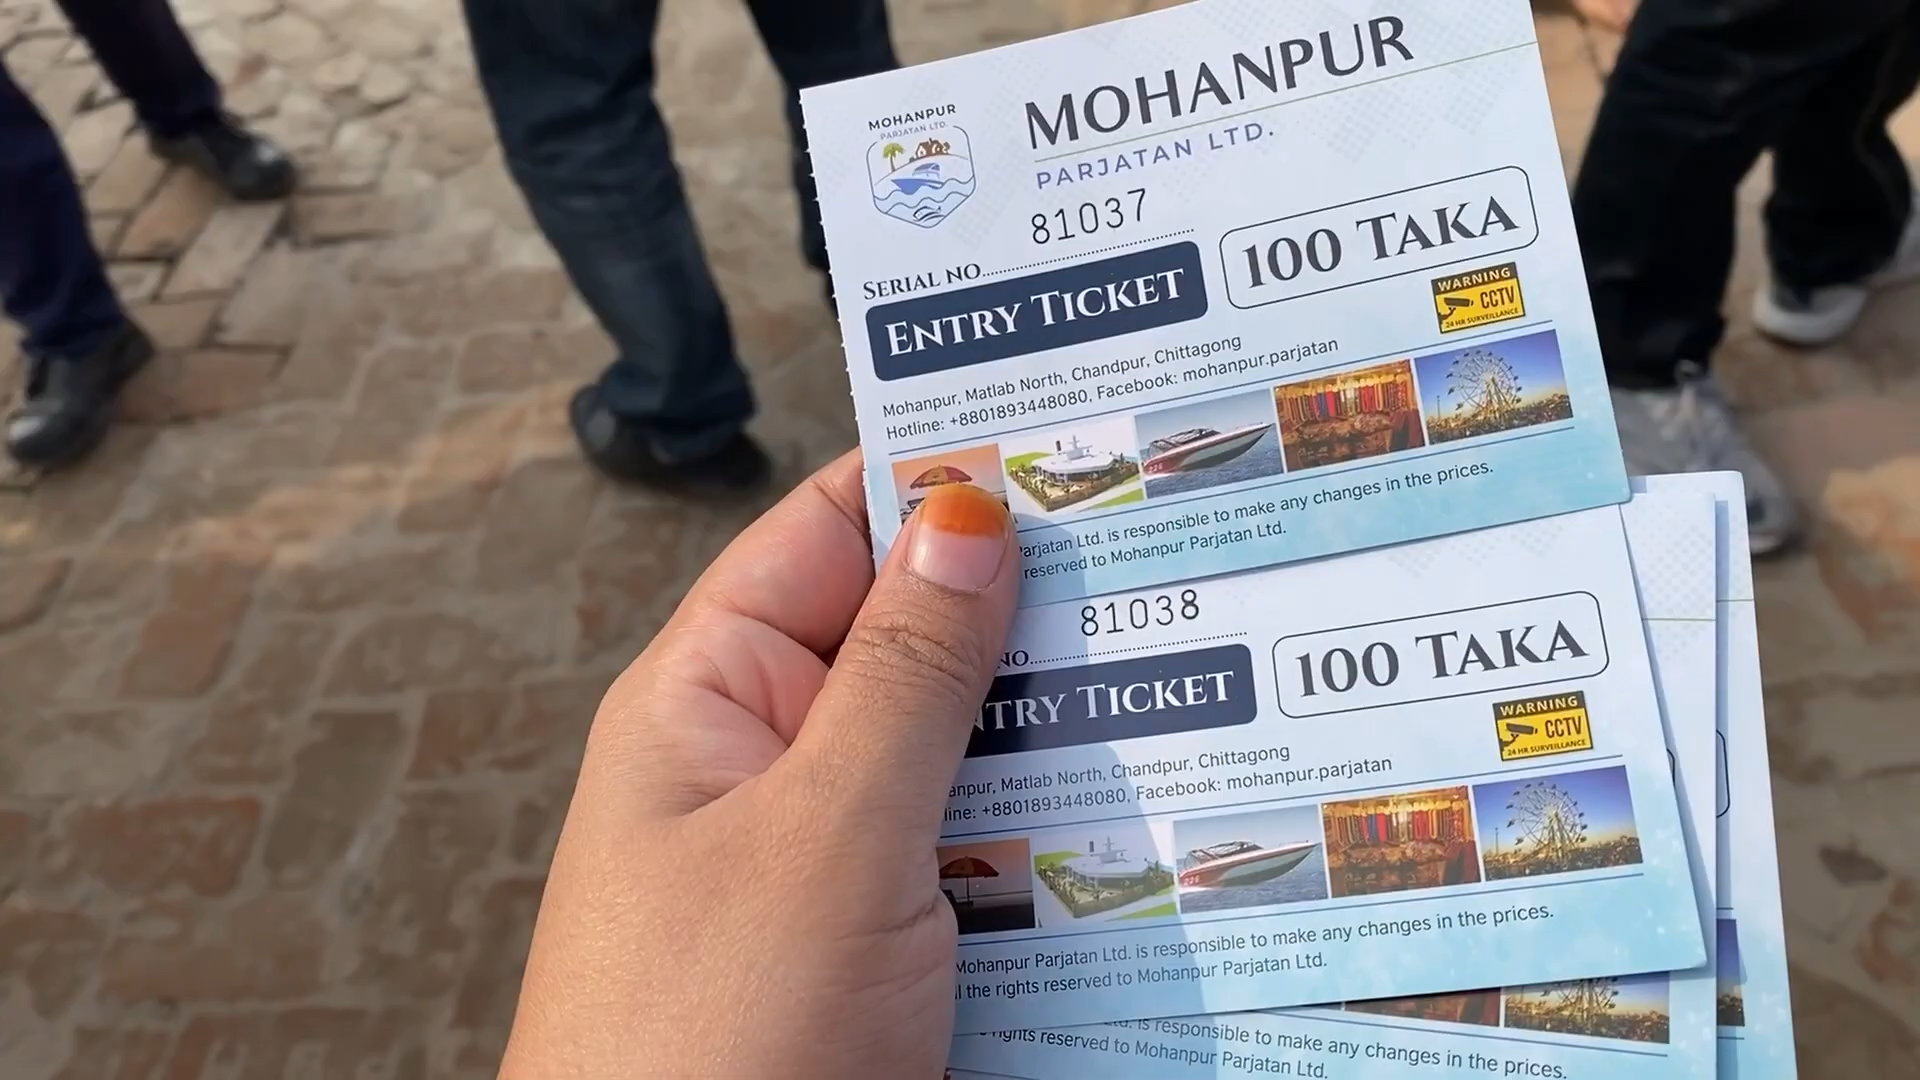 MOHANPUR
PARJATAN LTD.
MOHANPUR
PARJATAN LTD.
81037
SERIAL NO
ENTRY TICKET
100 TAKA
WARNING
CCTV
24 HR SURVEILLANCE
Mohanpur, Matlab North, Chandpur, Chittagong
Hotline: +8801893448080, Facebook: mohanpur.parjatan
226
Parjatan Ltd. is responsible to make any changes in the prices.
reserved to Mohanpur Parjatan Ltd.
81038
NO
NTRY TICKET
100 TAKA
WARNING
CCTV
24 HR SURVEILLANCE
anpur, Matlab North, Chandpur, Chittagong
line: +8801893448080, Facebook: mohanpur.parjatan
226
Mohanpur Parjatan Ltd. is responsible to make any changes in the prices.
the rights reserved to Mohanpur Parjatan Ltd.
is responsible to make any changes in the prices.
rights reserved to Mohanpur Parjatan Ltd.